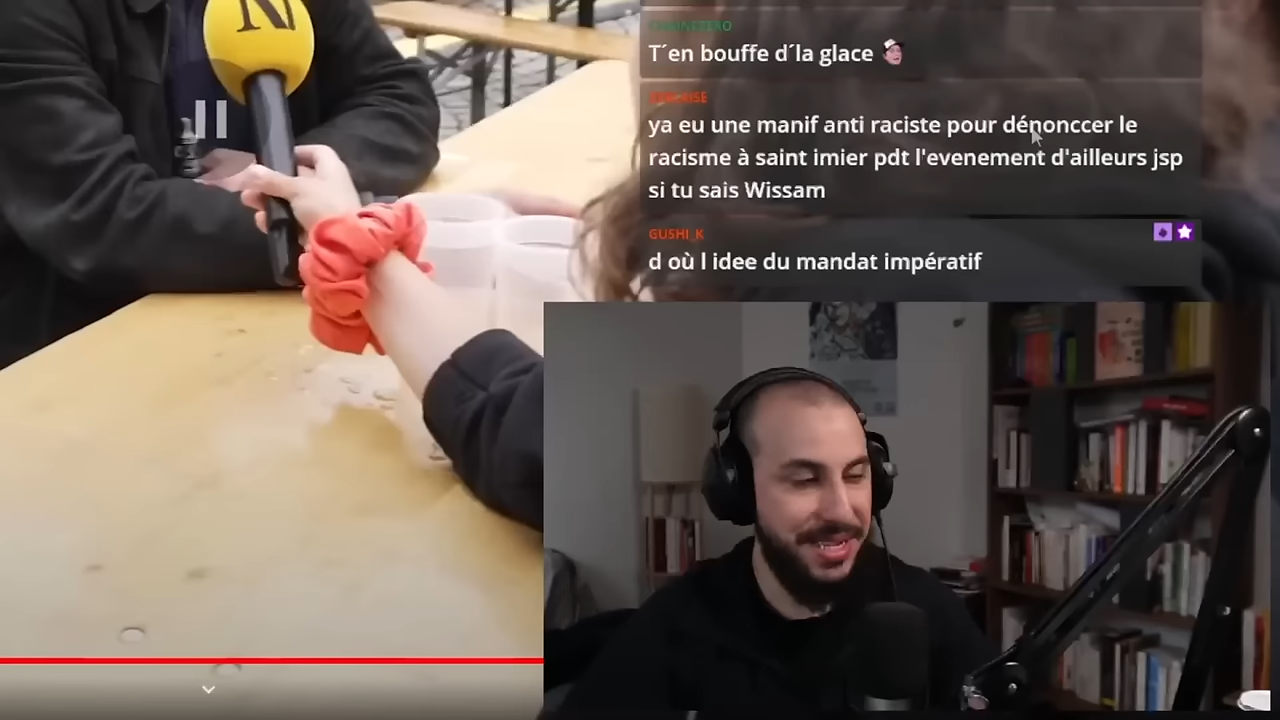 N
T´en bouffe d´la glace
ya eu une manif anti raciste pour dénonccer le
racisme à saint imier pdt l'evenement d'ailleurs jsp
si tu sais Wissam
GUSHI_K
d où l idee du mandat impératif